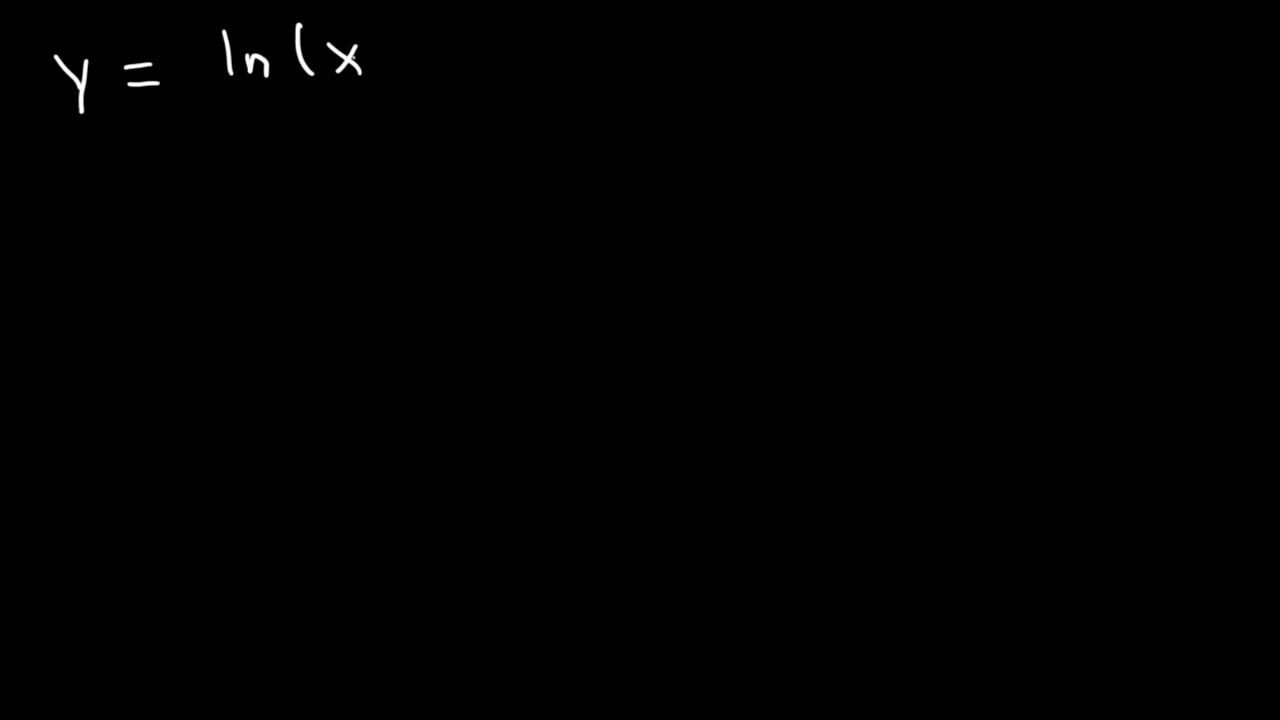 y = ln(x